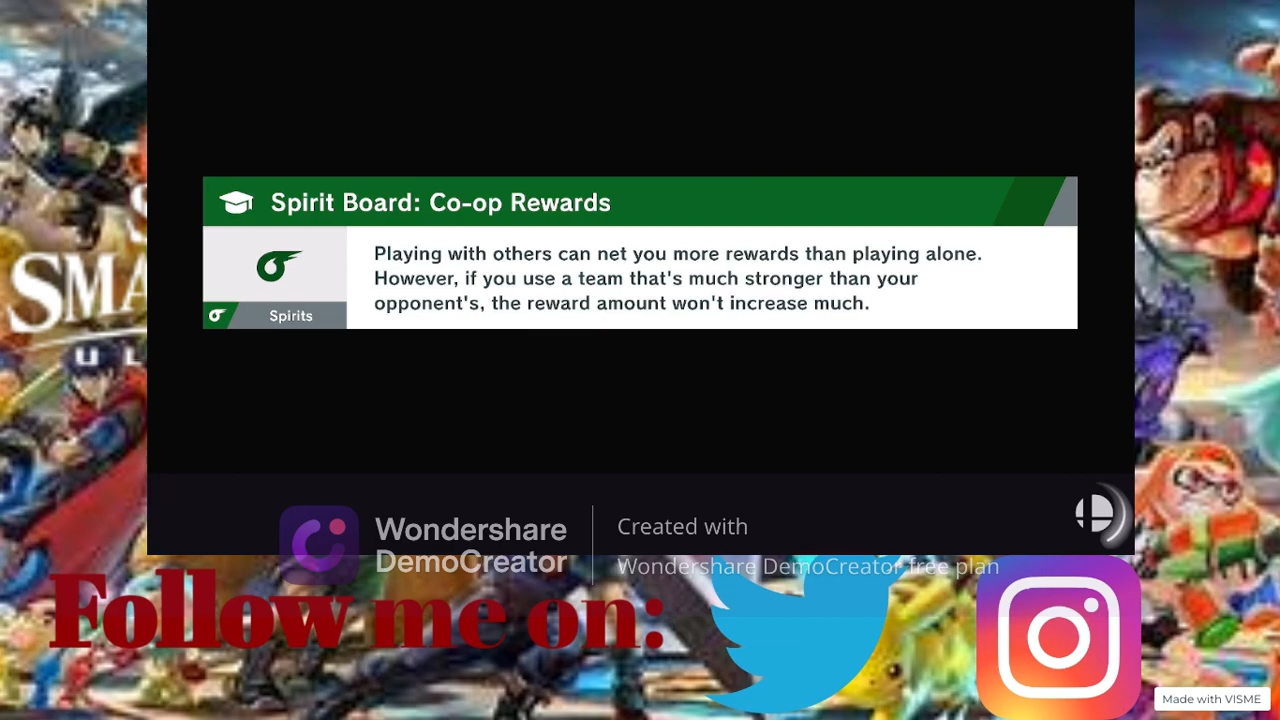 Spirit Board: Co-op Rewards
Playing with others can net you more rewards than playing alone.
However, if you use a team that's much stronger than your
opponent's, the reward amount won't increase much.
Spirits
SMA
UL
Wondershare
DemoCreator
Created with
Wondershare DemoCreator free plan
Follow me on:
Made with VISME